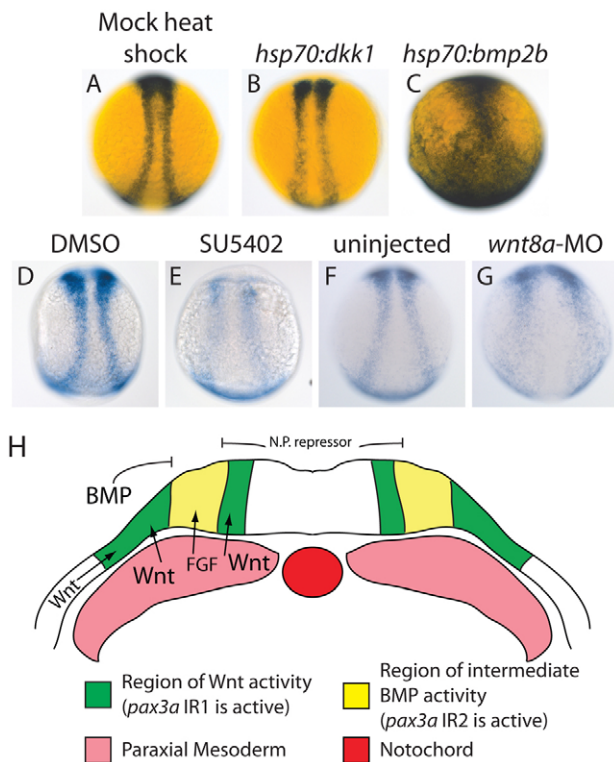 Mock heat shock
hsp70:dkk1
hsp70:bmp2b
A
B
C
DMSO
SU5402
uninjected
wnt8a-MO
D
E
F
G
H
N.P. repressor
BMP
Wnt
Wnt
FGF
Wnt
Region of Wnt activity
(pax3a IR1 is active)
Region of intermediate
BMP activity
(pax3a IR2 is active)
Paraxial Mesoderm
Notochord